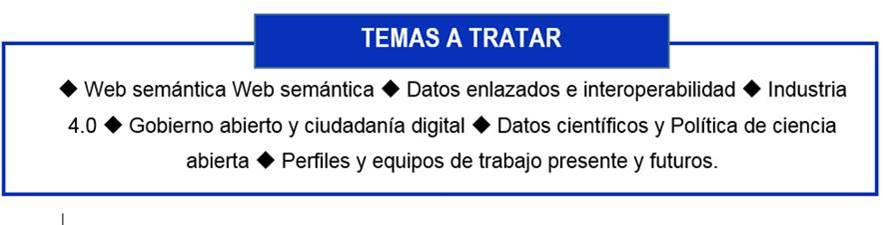 TEMAS A TRATAR
◆ Web semántica Web semántica ◆ Datos enlazados e interoperabilidad ◆ Industria
4.0 ◆ Gobierno abierto y ciudadanía digital ◆ Datos científicos y Política de ciencia
abierta ◆ Perfiles y equipos de trabajo presente y futuros.